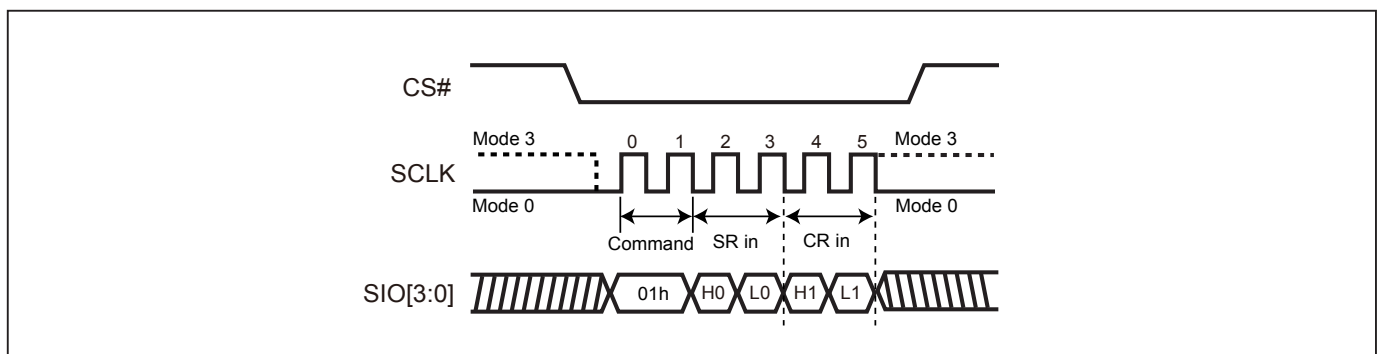 CS#
Mode 3
0 1 2 3 4 5
Mode 3
SCLK
Mode 0
Mode 0
Command
SR in
CR in
SIO[3:0]
01h
H0
L0
H1
L1